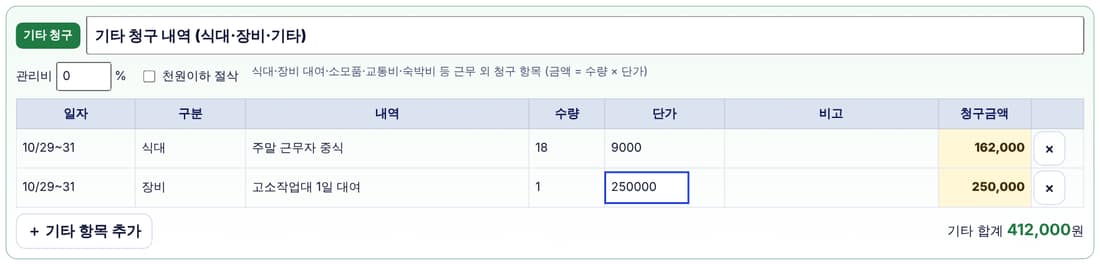 기타 청구 기타 청구 내역 (식대·장비·기타)
관리비 0 % 천원이하 절삭 식대·장비 대여·소모품·교통비·숙박비 등 근무 외 청구 항목 (금액 = 수량 × 단가)
일자 구분 내역 수량 단가 비고 청구금액
10/29~31 식대 주말 근무자 중식 18 9000 162,000 ×
10/29~31 장비 고소작업대 1일 대여 1 250000 250,000 ×
+ 기타 항목 추가 기타 합계 412,000원